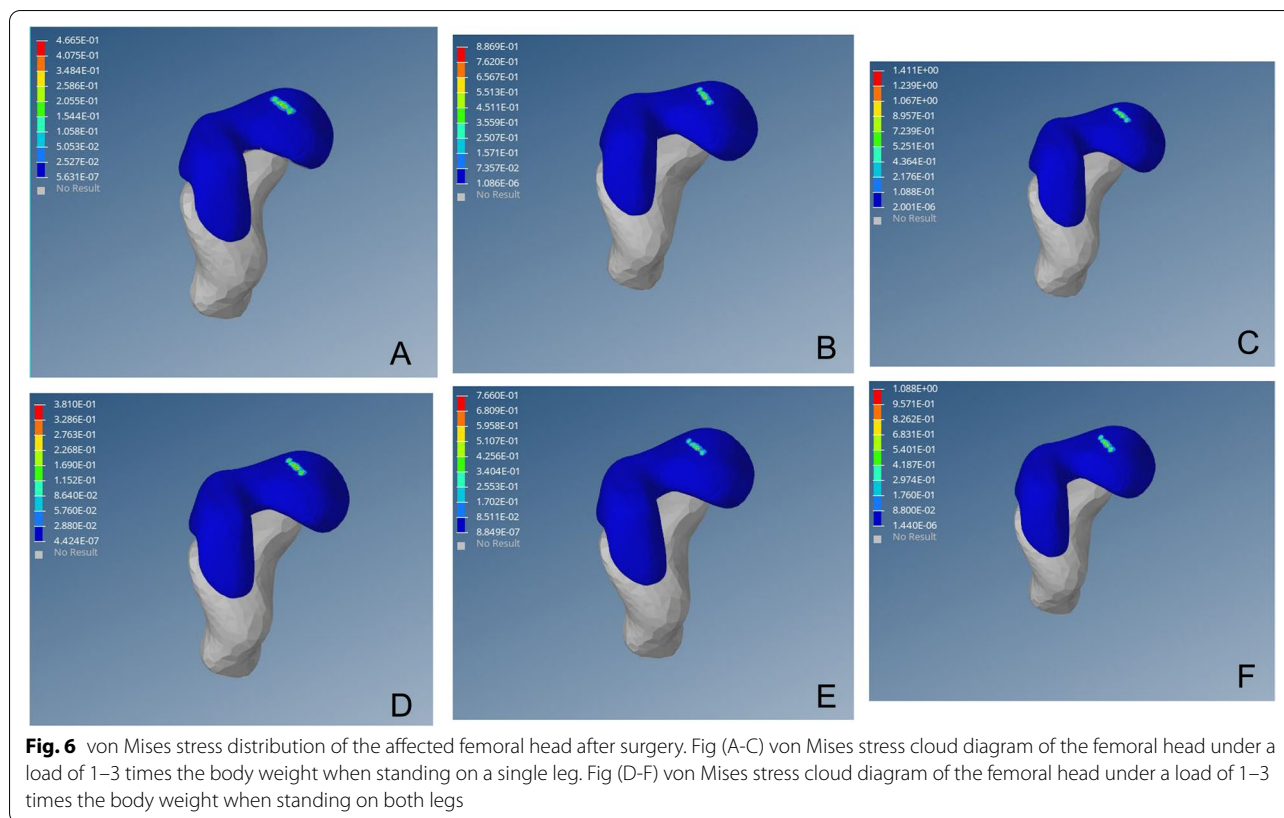 4.665E-01
4.075E-01
3.484E-01
2.586E-01
2.055E-01
1.544E-01
1.058E-01
5.053E-02
2.527E-02
5.631E-07
No Result
A
8.869E-01
7.620E-01
6.567E-01
5.513E-01
4.511E-01
3.559E-01
2.507E-01
1.571E-01
7.357E-02
1.086E-06
No Result
B
1.411E+00
1.239E+00
1.067E+00
8.957E-01
7.239E-01
5.251E-01
4.364E-01
2.176E-01
1.088E-01
2.001E-06
No Result
C
3.810E-01
3.286E-01
2.763E-01
2.268E-01
1.690E-01
1.152E-01
8.640E-02
5.760E-02
2.880E-02
4.424E-07
No Result
D
7.660E-01
6.809E-01
5.958E-01
5.107E-01
4.256E-01
3.404E-01
2.553E-01
1.702E-01
8.511E-02
8.849E-07
No Result
E
1.088E+00
9.571E-01
8.262E-01
6.831E-01
5.401E-01
4.187E-01
2.974E-01
1.760E-01
8.800E-02
1.440E-06
No Result
F
Fig. 6 von Mises stress distribution of the affected femoral head after surgery. Fig (A-C) von Mises stress cloud diagram of the femoral head under a
load of 1–3 times the body weight when standing on a single leg. Fig (D-F) von Mises stress cloud diagram of the femoral head under a load of 1–3
times the body weight when standing on both legs